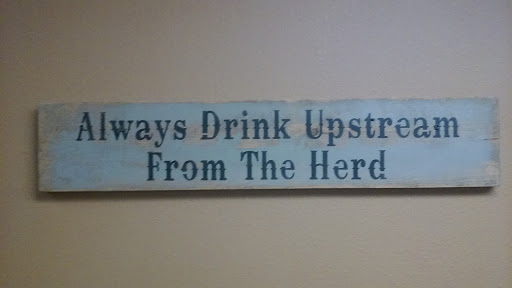 Always Drink Upstream
From The Herd